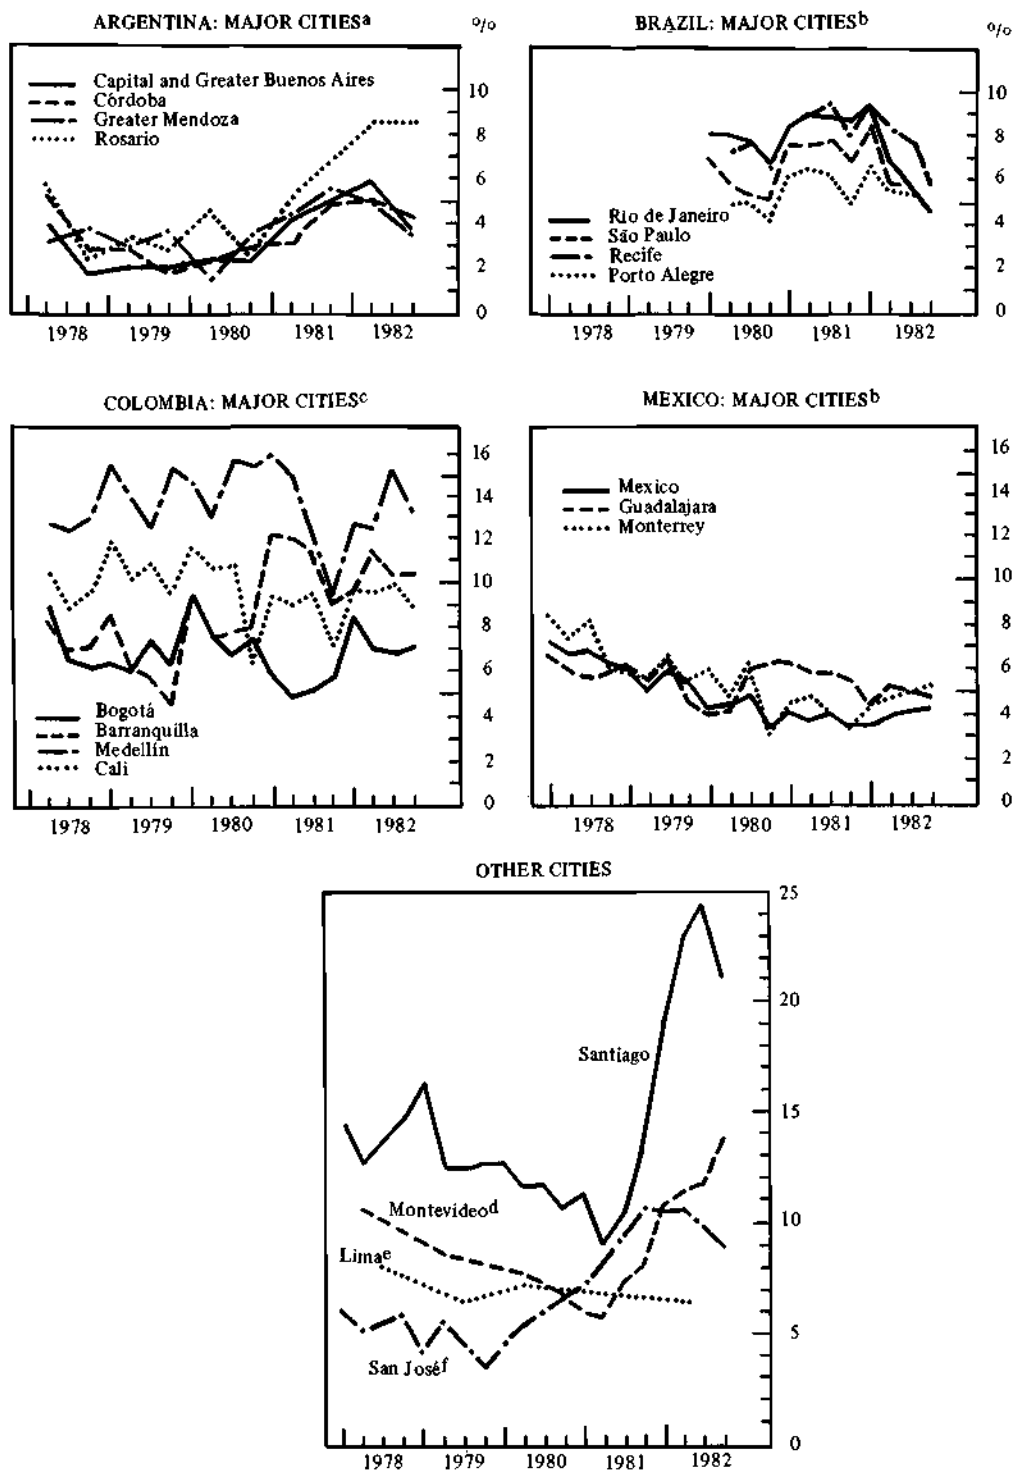 ARGENTINA: MAJOR CITIESa
%
Capital and Greater Buenos Aires
Córdoba
Greater Mendoza
Rosario
10
8
6
4
2
0
1978 1979 1980 1981 1982
BRAZIL: MAJOR CITIESb
%
Rio de Janeiro
São Paulo
Recife
Porto Alegre
10
8
6
4
2
0
1978 1979 1980 1981 1982
COLOMBIA: MAJOR CITIESc
Bogotá
Barranquilla
Medellín
Cali
16
14
12
10
8
6
4
2
0
1978 1979 1980 1981 1982
MEXICO: MAJOR CITIESb
Mexico
Guadalajara
Monterrey
16
14
12
10
8
6
4
2
0
1978 1979 1980 1981 1982
OTHER CITIES
25
20
Santiago
15
Montevideod
10
Limae
5
San Joséf
0
1978 1979 1980 1981 1982